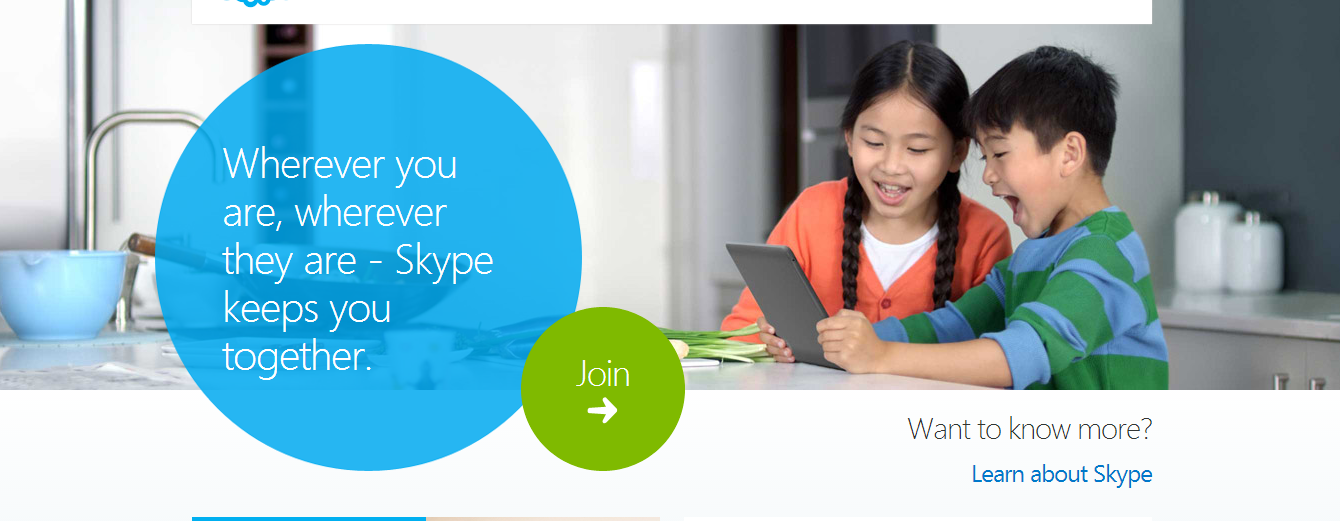 Wherever you
are, wherever
they are - Skype
keeps you
together.
Join
Want to know more?
Learn about Skype